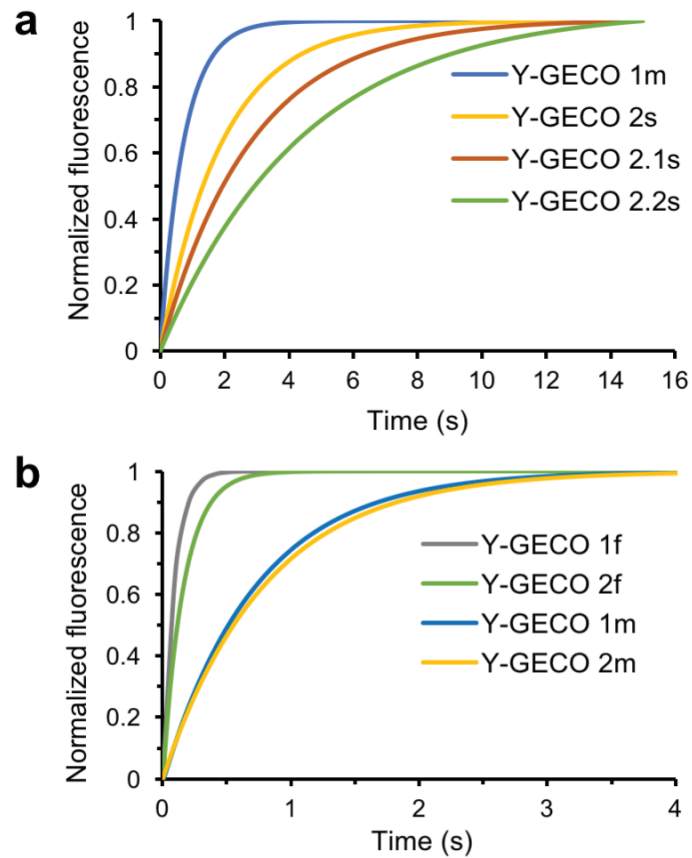 a
Normalized fluorescence
1
0.8
0.6
0.4
0.2
0
0 2 4 6 8 10 12 14 16
Time (s)
Y-GECO 1m
Y-GECO 2s
Y-GECO 2.1s
Y-GECO 2.2s
b
Normalized fluorescence
1
0.8
0.6
0.4
0.2
0
0 1 2 3 4
Time (s)
Y-GECO 1f
Y-GECO 2f
Y-GECO 1m
Y-GECO 2m